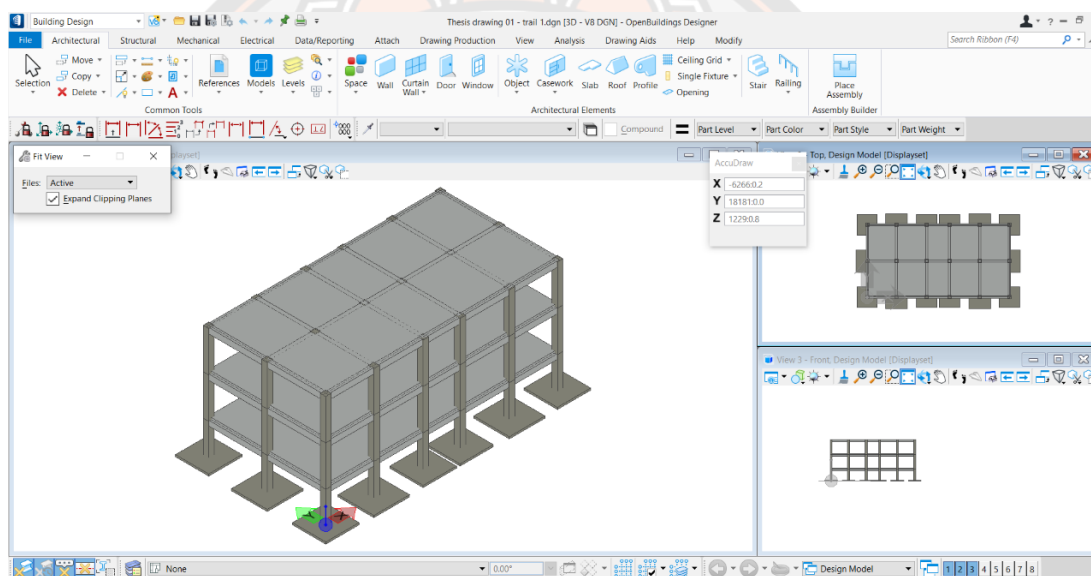 Building Design
Thesis drawing 01 - trail 1.dgn [3D - V8 DGN] - OpenBuildings Designer
File Architectural Structural Mechanical Electrical Data/Reporting Attach Drawing Production View Analysis Drawing Aids Help Modify
Search Ribbon (F4)
Selection
Move
Copy
Delete
References
Models
Levels
Space
Wall
Curtain
Wall
Door
Window
Object
Casework
Slab
Roof
Profile
Ceiling Grid
Single Fixture
Opening
Stair
Railing
Place
Assembly
Common Tools
Architectural Elements
Assembly Builder
Compound
Part Level
Part Color
Part Style
Part Weight
Fit View
Files: Active
Expand Clipping Planes
AccuDraw
X -6266:0.2
Y 18181:0.0
Z 1229:0.8
Top, Design Model [Displayset]
View 3 - Front, Design Model [Displayset]
None
0.00°
Design Model
1 2 3 4 5 6 7 8